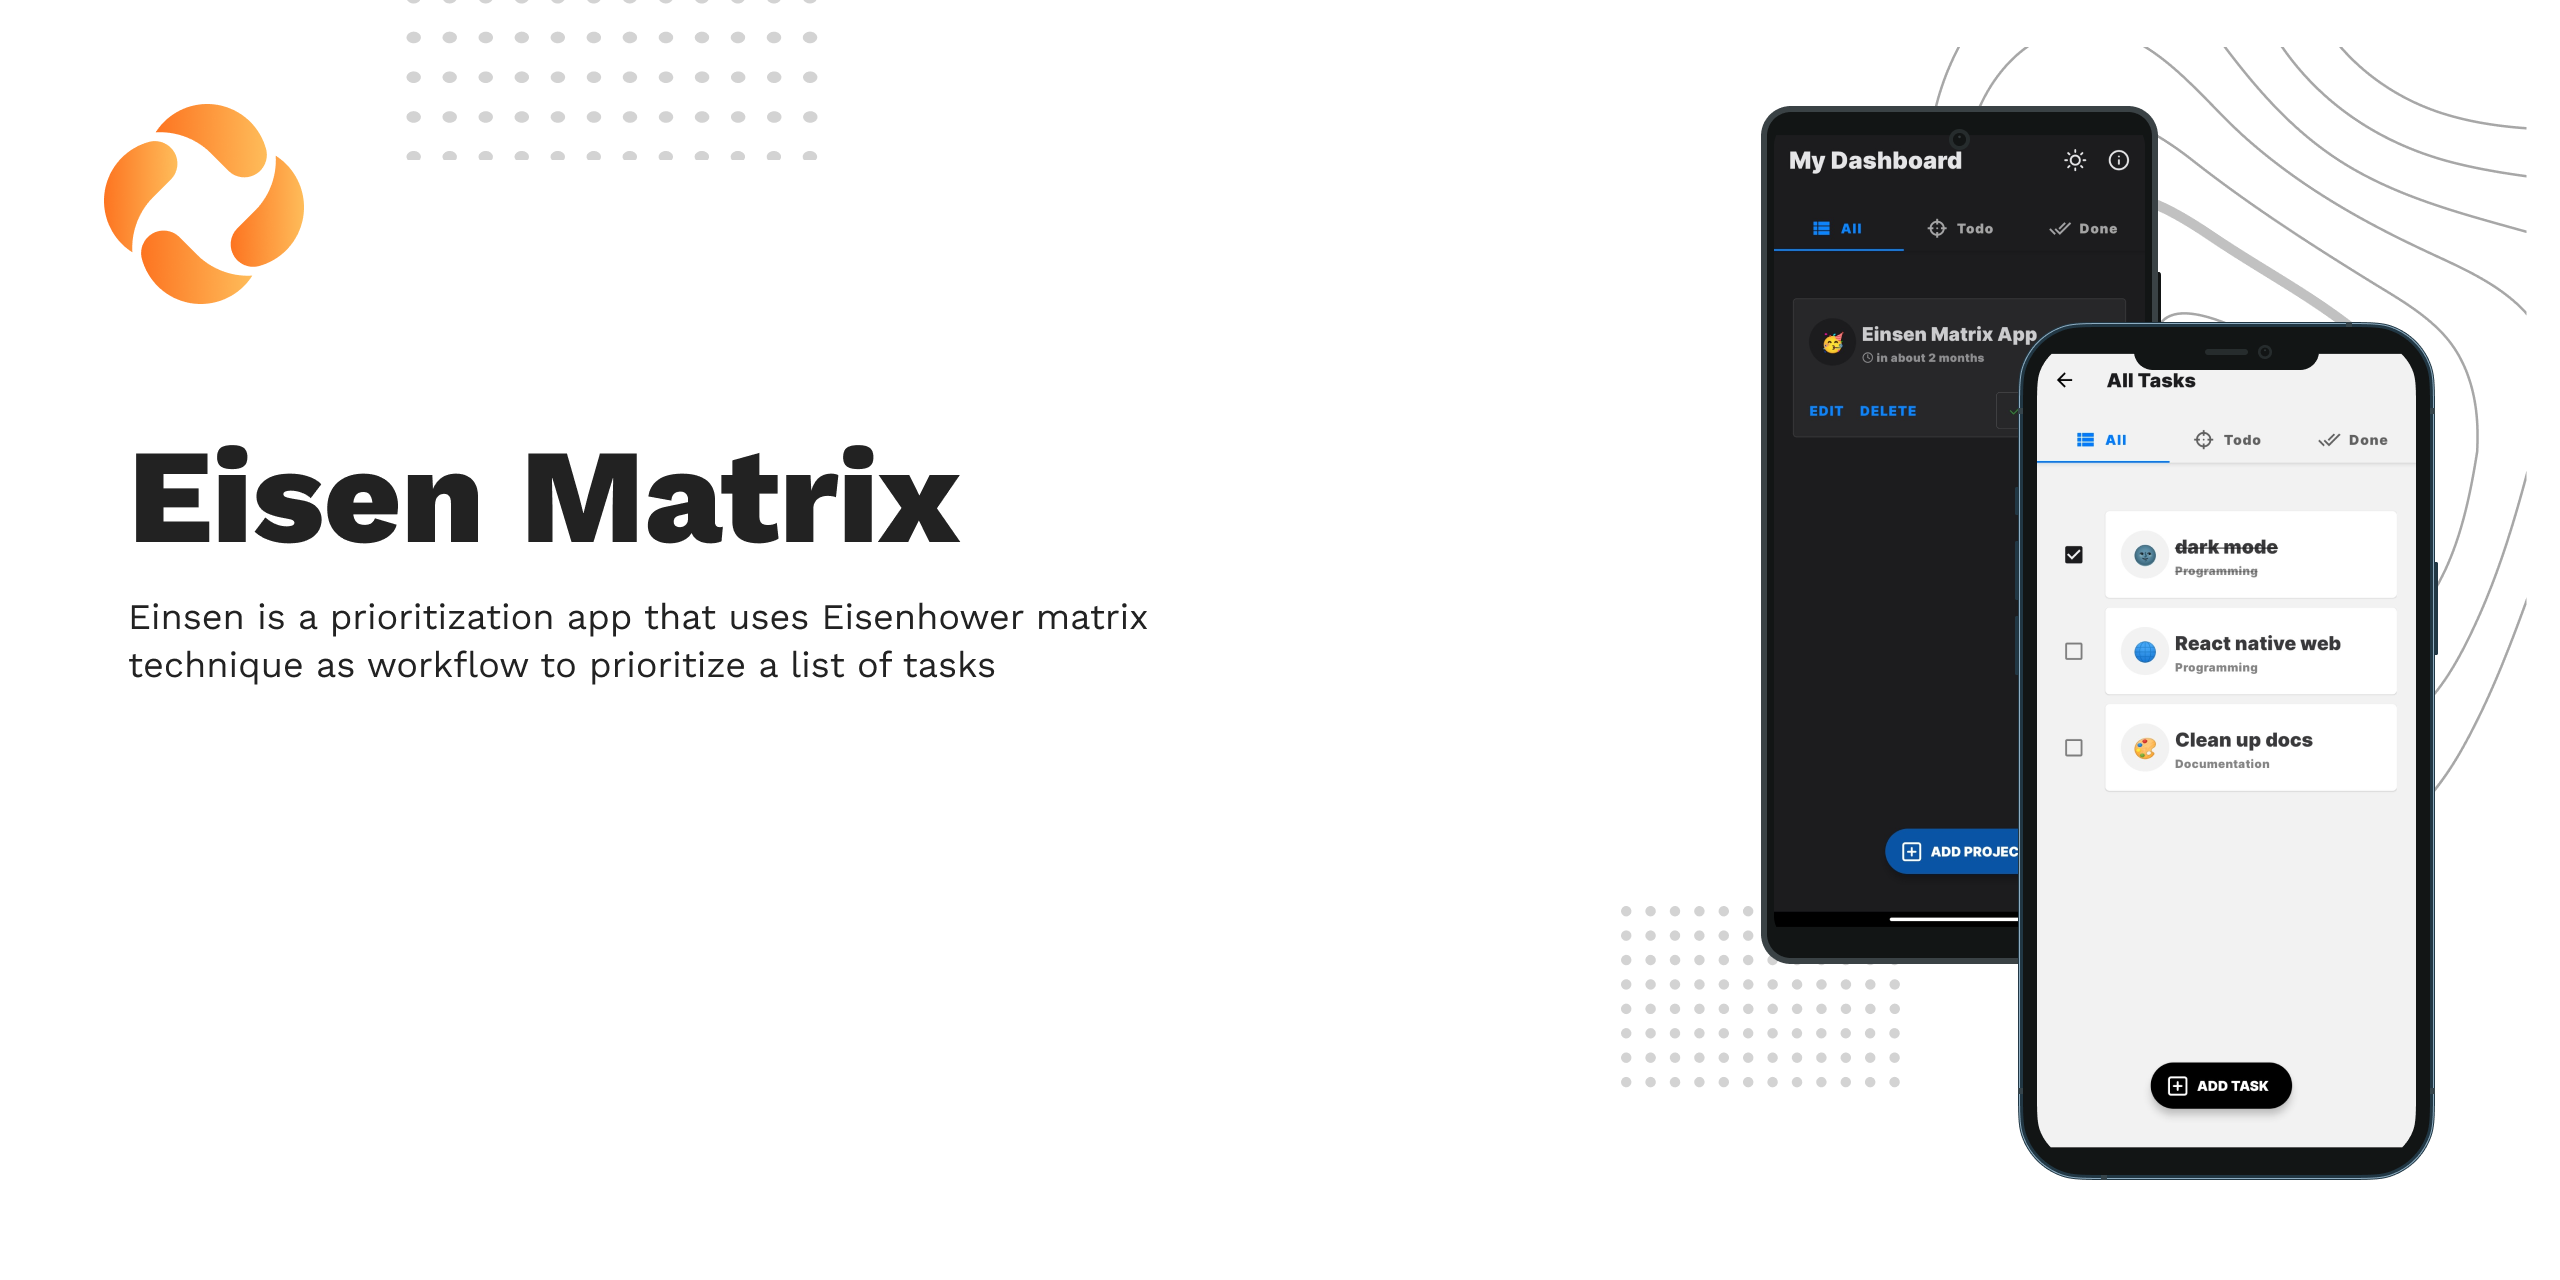 Eisen Matrix
Einsen is a prioritization app that uses Eisenhower matrix
technique as workflow to prioritize a list of tasks
My Dashboard
All Todo Done
Einsen Matrix App
in about 2 months
EDIT DELETE
ADD PROJEC
All Tasks
All Todo Done
dark mode
Programming
React native web
Programming
Clean up docs
Documentation
ADD TASK